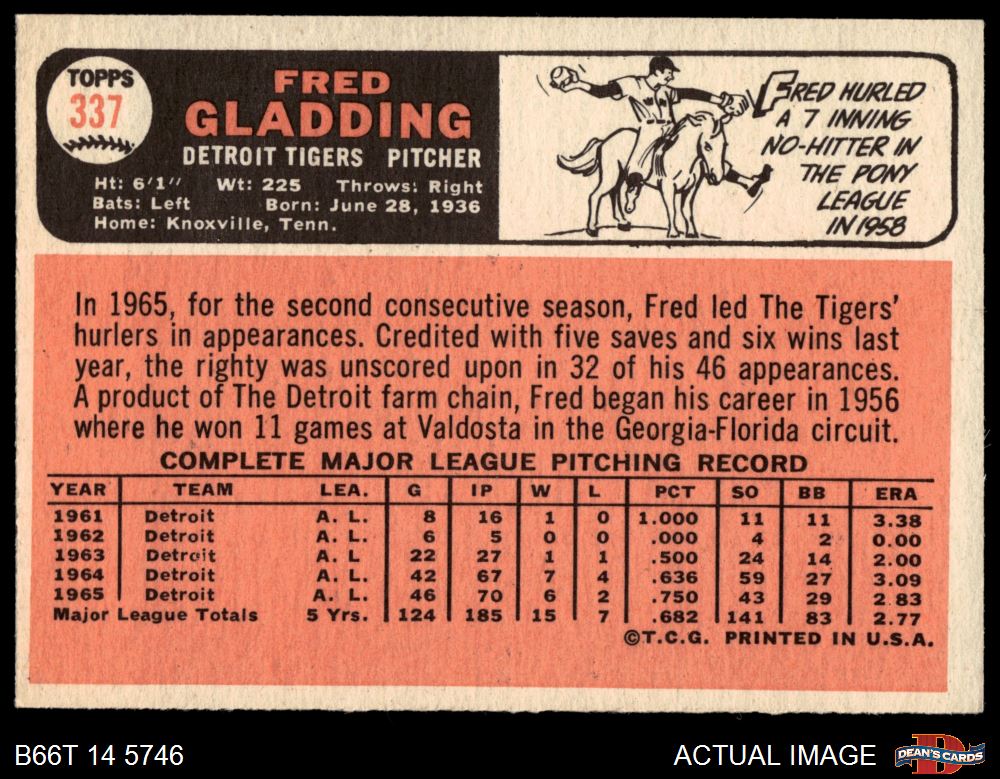 TOPPS
337
FRED
GLADDING
DETROIT TIGERS PITCHER
Ht: 6'1" Wt: 225 Throws: Right
Bats: Left Born: June 28, 1936
Home: Knoxville, Tenn.
FRED HURLED
A 7 INNING
NO-HITTER IN
THE PONY
LEAGUE
IN 1958
In 1965, for the second consecutive season, Fred led The Tigers'
hurlers in appearances. Credited with five saves and six wins last
year, the righty was unscored upon in 32 of his 46 appearances.
A product of The Detroit farm chain, Fred began his career in 1956
where he won 11 games at Valdosta in the Georgia-Florida circuit.
COMPLETE MAJOR LEAGUE PITCHING RECORD
YEAR TEAM LEA. G IP W L PCT SO BB ERA
1961 Detroit A. L. 8 16 1 0 1.000 11 11 3.38
1962 Detroit A. L. 6 5 0 0 .000 4 2 0.00
1963 Detroit A. L 22 27 1 1 .500 24 14 2.00
1964 Detroit A. L. 42 67 7 4 .636 59 27 3.09
1965 Detroit A. L. 46 70 6 2 .750 43 29 2.83
Major League Totals 5 Yrs. 124 185 15 7 .682 141 83 2.77
©T.C.G. PRINTED IN U.S.A.
B66T 14 5746
ACTUAL IMAGE
DEAN'S CARDS